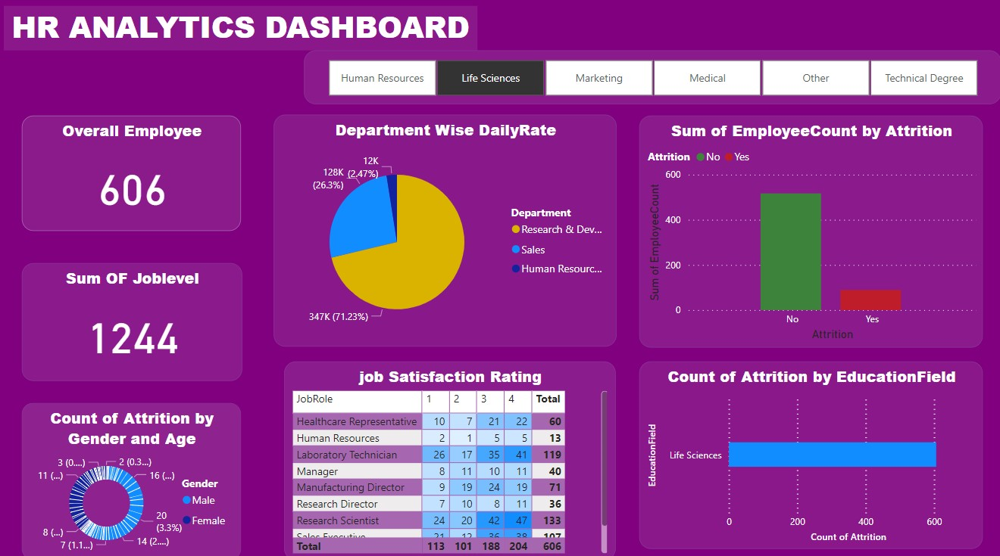 HR ANALYTICS DASHBOARD
Human Resources
Life Sciences
Marketing
Medical
Other
Technical Degree
Overall Employee
606
Sum OF Joblevel
1244
Count of Attrition by
Gender and Age
3 (0....)
2 (0.3...)
11 (...)
16 (...)
20
(3.3%)
8 (...)
7 (1.1...)
14 (2....)
Gender
Male
Female
Department Wise DailyRate
12K
(2.47%)
128K
(26.3%)
347K (71.23%)
Department
Research & Dev...
Sales
Human Resourc...
job Satisfaction Rating
JobRole 1 2 3 4 Total
Healthcare Representative 10 7 21 22 60
Human Resources 2 1 5 5 13
Laboratory Technician 26 17 35 41 119
Manager 8 11 10 11 40
Manufacturing Director 9 19 24 19 71
Research Director 7 10 8 11 36
Research Scientist 24 20 42 47 133
Sales Executive 21 12 36 38 107
Total 113 101 188 204 606
Sum of EmployeeCount by Attrition
Attrition No Yes
Sum of EmployeeCount
600
400
200
0
No Yes
Attrition
Count of Attrition by EducationField
EducationField
Life Sciences
0 200 400 600
Count of Attrition